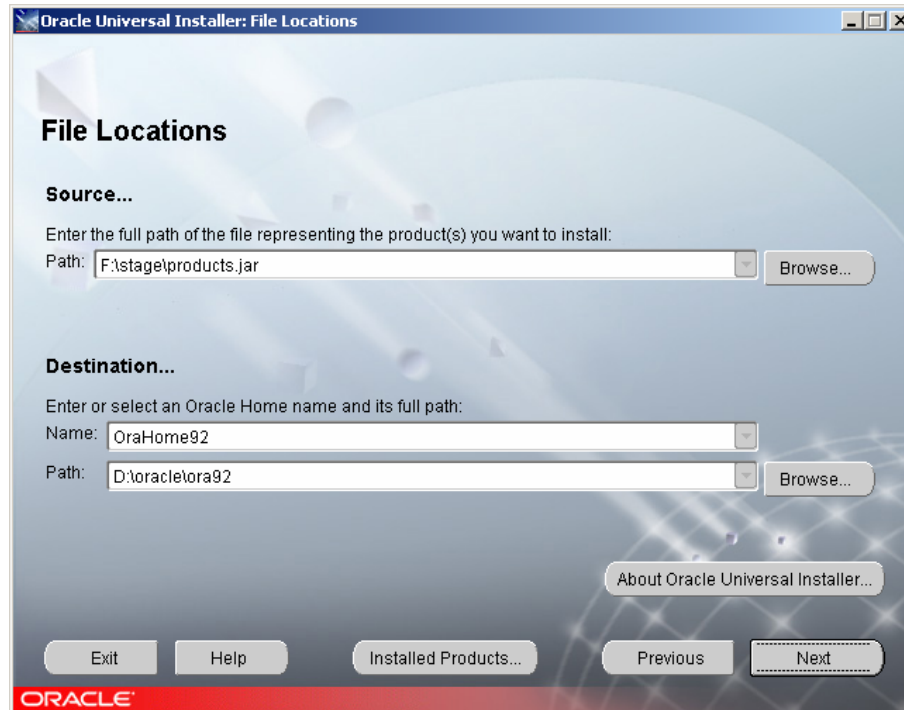 Oracle Universal Installer: File Locations
File Locations
Source...
Enter the full path of the file representing the product(s) you want to install:
Path: F:\stage\products.jar Browse...
Destination...
Enter or select an Oracle Home name and its full path:
Name: OraHome92
Path: D:\oracle\ora92 Browse...
About Oracle Universal Installer...
Exit Help Installed Products... Previous Next
ORACLE